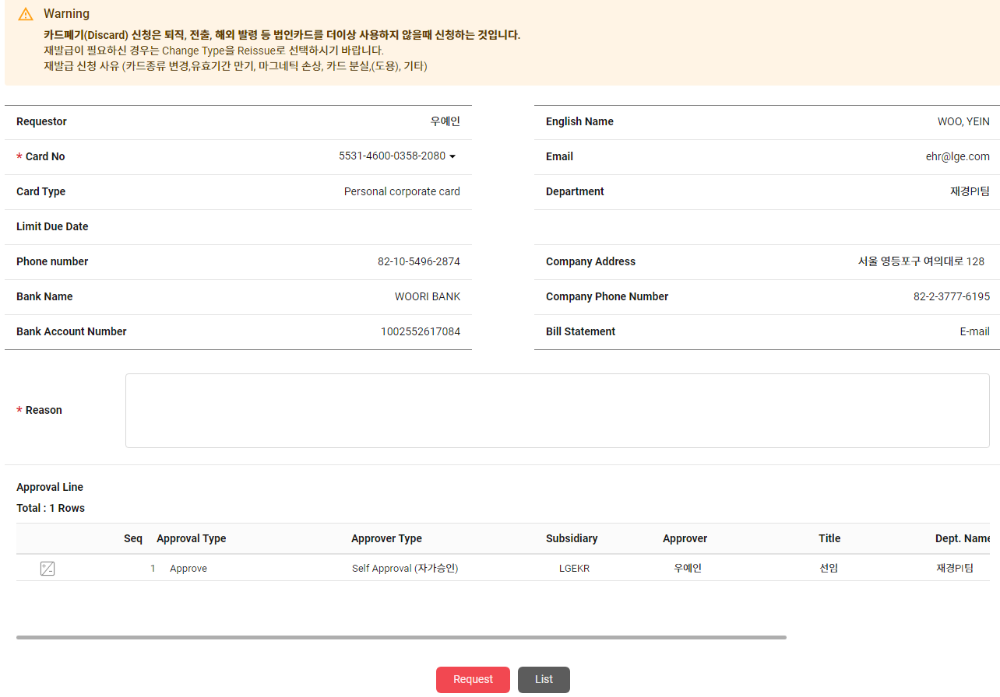 Warning
카드폐기(Discard) 신청은 퇴직, 전출, 해외 발령 등 법인카드를 더이상 사용하지 않을때 신청하는 것입니다.
재발급이 필요하신 경우는 Change Type을 Reissue로 선택하시기 바랍니다.
재발급 신청 사유 (카드종류 변경,유효기간 만기, 마그네틱 손상, 카드 분실,(도용), 기타)
Requestor 우예인
* Card No 5531-4600-0358-2080
Card Type Personal corporate card
Limit Due Date
Phone number 82-10-5496-2874
Bank Name WOORI BANK
Bank Account Number 1002552617084
English Name WOO, YEIN
Email ehr@lge.com
Department 재경PI팀
Company Address 서울 영등포구 여의대로 128
Company Phone Number 82-2-3777-6195
Bill Statement E-mail
* Reason
Approval Line
Total : 1 Rows
Seq Approval Type Approver Type Subsidiary Approver Title Dept. Name
1 Approve Self Approval (자가승인) LGEKR 우예인 선임 재경PI팀
Request List